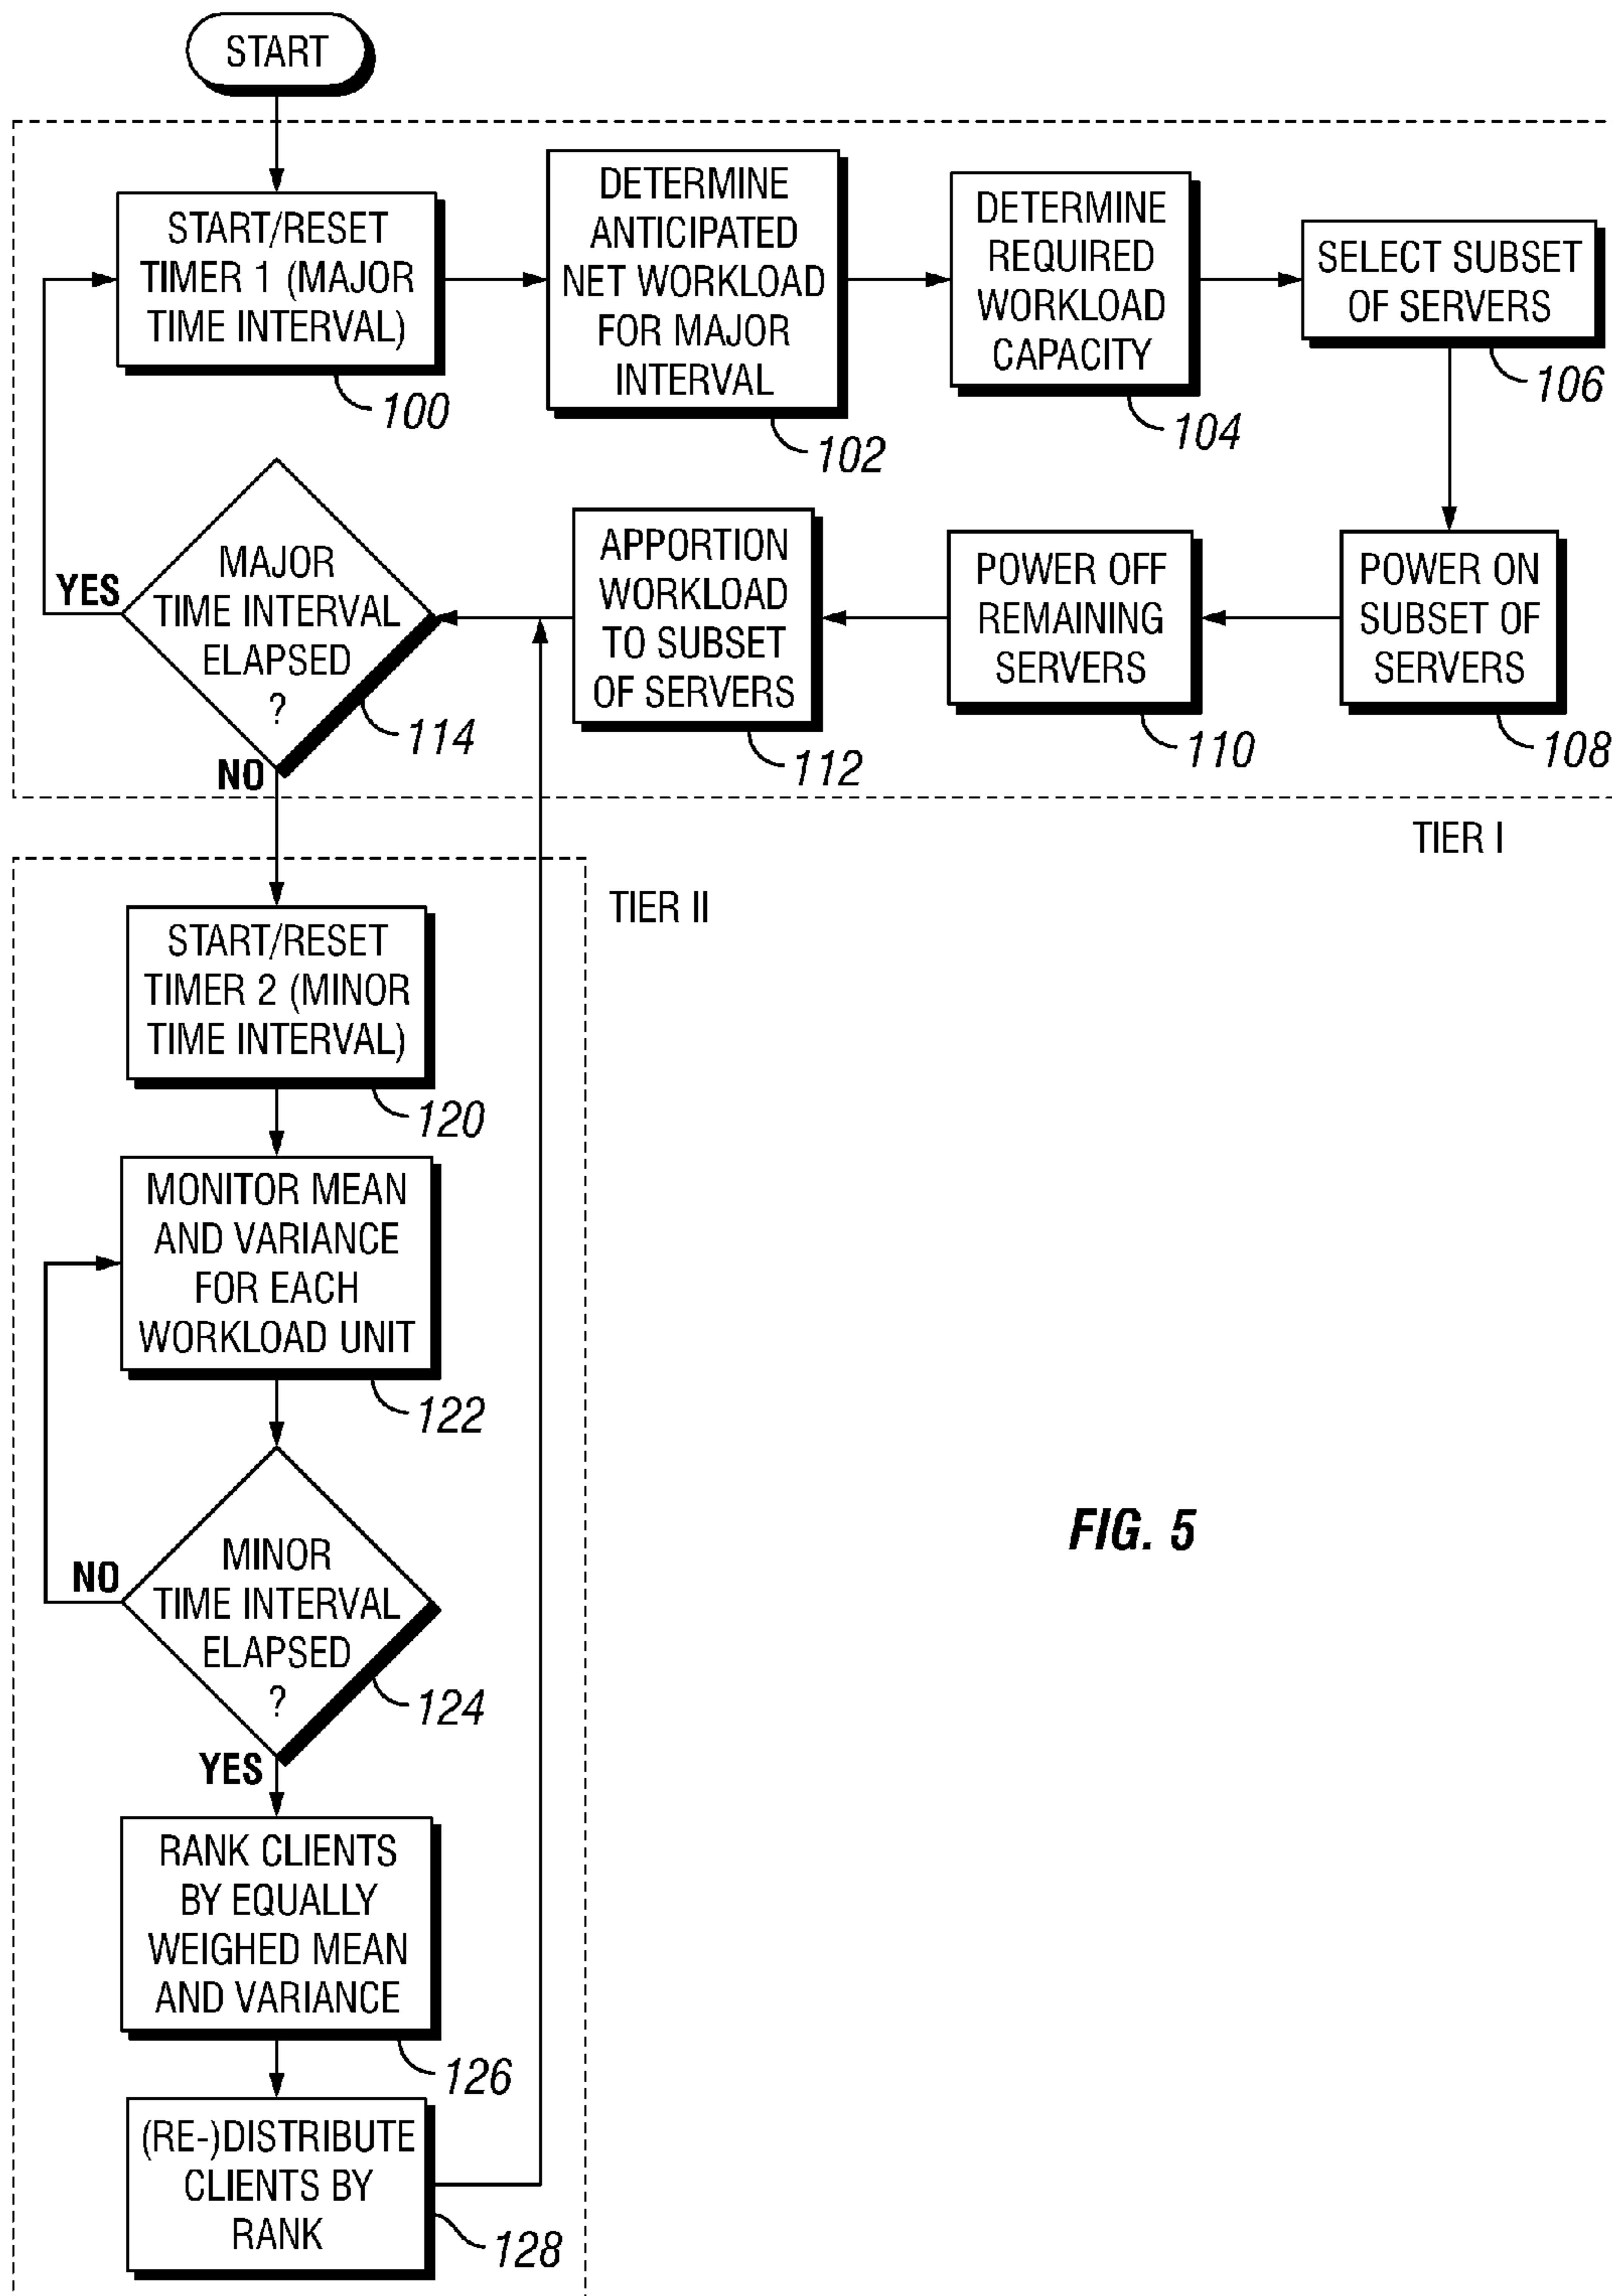 START
START/RESET
TIMER 1 (MAJOR
TIME INTERVAL)
100
DETERMINE
ANTICIPATED
NET WORKLOAD
FOR MAJOR
INTERVAL
102
DETERMINE
REQUIRED
WORKLOAD
CAPACITY
104
SELECT SUBSET
OF SERVERS
106
POWER ON
SUBSET OF
SERVERS
108
POWER OFF
REMAINING
SERVERS
110
APPORTION
WORKLOAD
TO SUBSET
OF SERVERS
112
MAJOR
TIME INTERVAL
ELAPSED
?
114
YES
NO
TIER I
TIER II
START/RESET
TIMER 2 (MINOR
TIME INTERVAL)
120
MONITOR MEAN
AND VARIANCE
FOR EACH
WORKLOAD UNIT
122
MINOR
TIME INTERVAL
ELAPSED
?
124
NO
YES
RANK CLIENTS
BY EQUALLY
WEIGHED MEAN
AND VARIANCE
126
(RE-)DISTRIBUTE
CLIENTS BY
RANK
128
FIG. 5